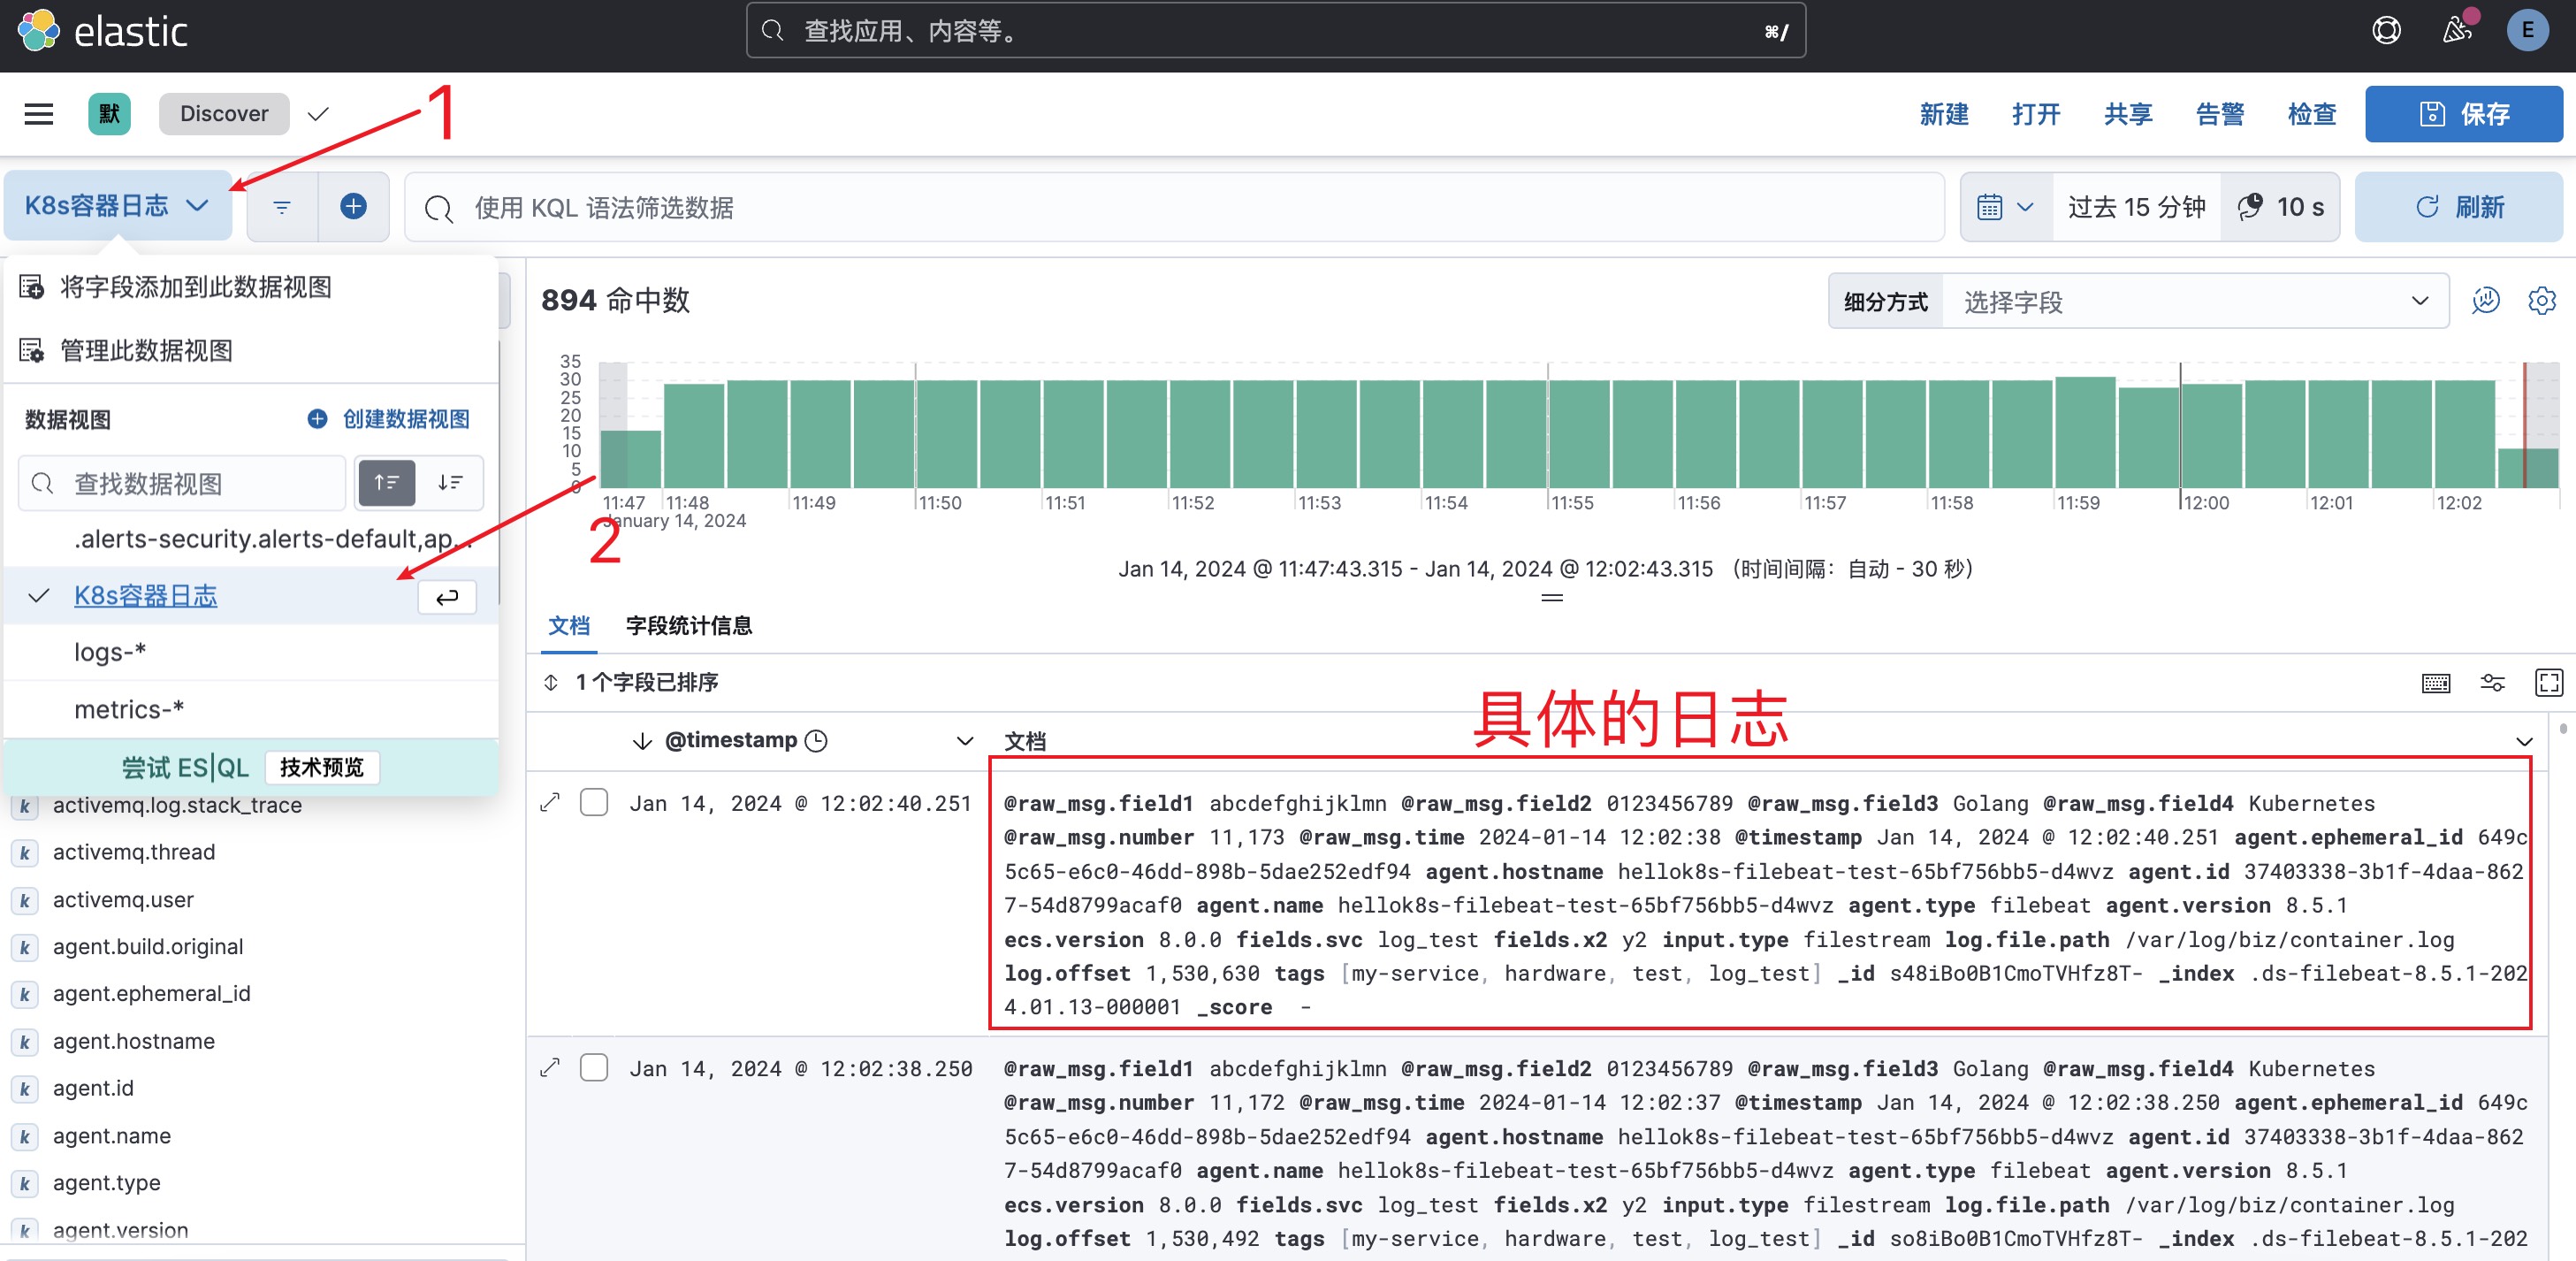 elastic
查找应用、内容等。
⌘/
E
默
Discover
1
新建 打开 共享 告警 检查 保存
K8s容器日志
使用 KQL 语法筛选数据
过去 15 分钟
10 s
刷新
将字段添加到此数据视图
管理此数据视图
数据视图
创建数据视图
查找数据视图
.alerts-security.alerts-default,ap...
K8s容器日志
logs-*
metrics-*
尝试 ES|QL 技术预览
k activemq.log.stack_trace
k activemq.thread
k activemq.user
k agent.build.original
k agent.ephemeral_id
k agent.hostname
k agent.id
k agent.name
k agent.type
k agent.version
894 命中数
细分方式 选择字段
35
30
25
20
15
10
5
0
11:47 11:48 11:49 11:50 11:51 11:52 11:53 11:54 11:55 11:56 11:57 11:58 11:59 12:00 12:01 12:02
January 14, 2024
2
Jan 14, 2024 @ 11:47:43.315 - Jan 14, 2024 @ 12:02:43.315 （时间间隔：自动 - 30 秒）
文档 字段统计信息
1 个字段已排序
具体的日志
@timestamp 文档
Jan 14, 2024 @ 12:02:40.251
@raw_msg.field1 abcdefghijklmn @raw_msg.field2 0123456789 @raw_msg.field3 Golang @raw_msg.field4 Kubernetes
@raw_msg.number 11,173 @raw_msg.time 2024-01-14 12:02:38 @timestamp Jan 14, 2024 @ 12:02:40.251 agent.ephemeral_id 649c
5c65-e6c0-46dd-898b-5dae252edf94 agent.hostname hellok8s-filebeat-test-65bf756bb5-d4wvz agent.id 37403338-3b1f-4daa-862
7-54d8799acaf0 agent.name hellok8s-filebeat-test-65bf756bb5-d4wvz agent.type filebeat agent.version 8.5.1
ecs.version 8.0.0 fields.svc log_test fields.x2 y2 input.type filestream log.file.path /var/log/biz/container.log
log.offset 1,530,630 tags [my-service, hardware, test, log_test] _id s48iBo0B1CmoTVHfz8T- _index .ds-filebeat-8.5.1-202
4.01.13-000001 _score -
Jan 14, 2024 @ 12:02:38.250
@raw_msg.field1 abcdefghijklmn @raw_msg.field2 0123456789 @raw_msg.field3 Golang @raw_msg.field4 Kubernetes
@raw_msg.number 11,172 @raw_msg.time 2024-01-14 12:02:37 @timestamp Jan 14, 2024 @ 12:02:38.250 agent.ephemeral_id 649c
5c65-e6c0-46dd-898b-5dae252edf94 agent.hostname hellok8s-filebeat-test-65bf756bb5-d4wvz agent.id 37403338-3b1f-4daa-862
7-54d8799acaf0 agent.name hellok8s-filebeat-test-65bf756bb5-d4wvz agent.type filebeat agent.version 8.5.1
ecs.version 8.0.0 fields.svc log_test fields.x2 y2 input.type filestream log.file.path /var/log/biz/container.log
log.offset 1,530,492 tags [my-service, hardware, test, log_test] _id so8iBo0B1CmoTVHfz8T- _index .ds-filebeat-8.5.1-202